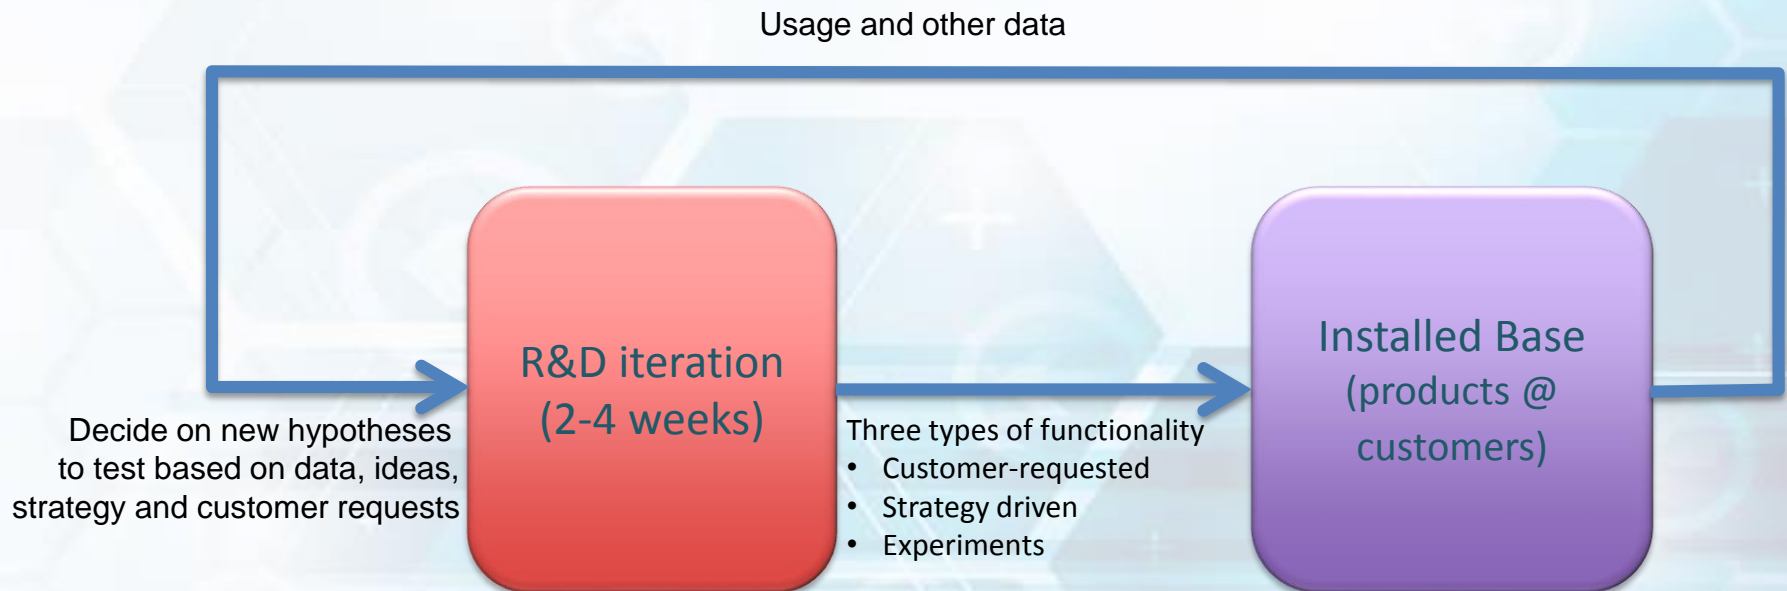 Usage and other data
R&D iteration
(2-4 weeks)
Installed Base
(products @
customers)
Decide on new hypotheses
to test based on data, ideas,
strategy and customer requests
Three types of functionality
• Customer-requested
• Strategy driven
• Experiments